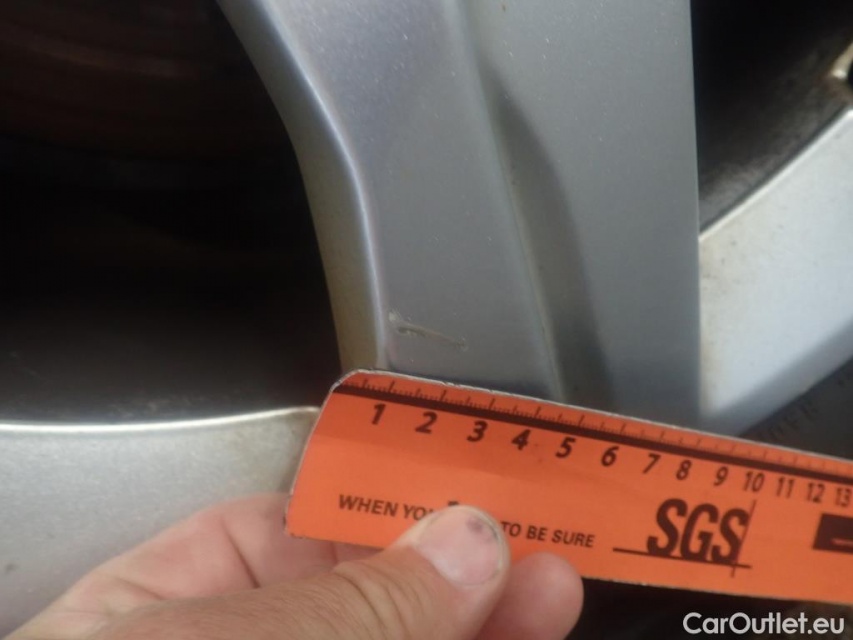 1 2 3 4 5 6 7 8 9 10 11 12 13
WHEN YOU TO BE SURE
SGS
CarOutlet.eu